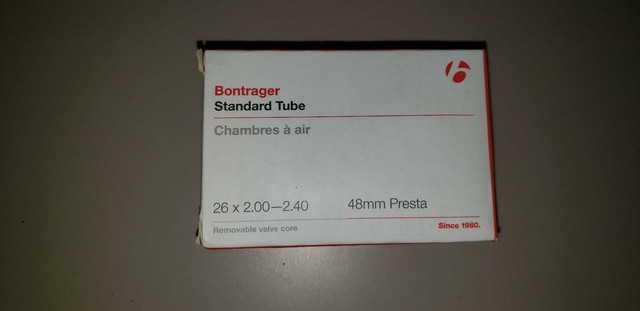 Bontrager
Standard Tube
Chambres à air
26 x 2.00—2.40 48mm Presta
Removable valve core Since 1980.